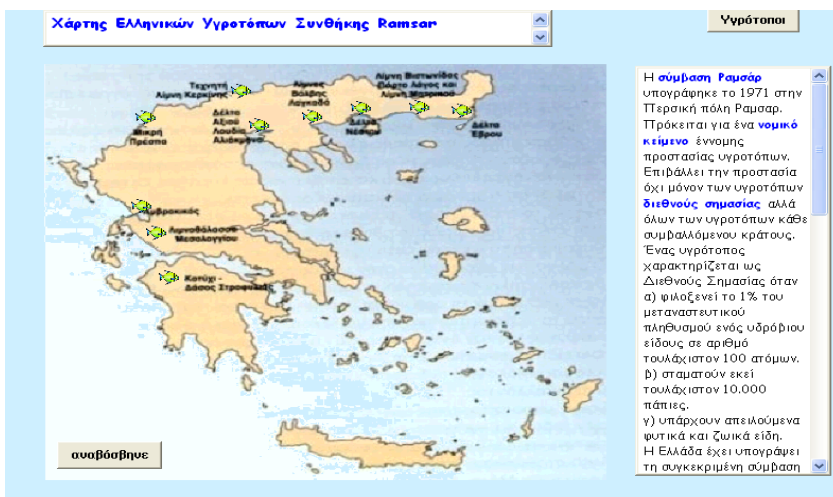 Χάρτης Ελληνικών Υγροτόπων Συνθήκης Ramsar
Υγρότοποι
Τεχνητή
Λίμνη Κερκίνης
Λίμνες
Βόλβης
Λαγκαδά
Λίμνη Βιστωνίδος
Πόρτο Λάγος και
Λίμνη Μητρικού
Μικρή
Πρέσπα
Δέλτα
Αξιού
Λουδία
Αλιάκμονα
Δέλτα
Νέστου
Δέλτα
Έβρου
Αμβρακικός
Λιμνοθάλασσα
Μεσολογγίου
Κοτύχι -
Δάσος Στροφυλιάς
αναβόσβηνε
Η σύμβαση Ραμσάρ
υπογράφηκε το 1971 στην
Περσική πόλη Ραμσαρ.
Πρόκειται για ένα νομικό
κείμενο έννομης
προστασίας υγροτόπων.
Επιβάλλει την προστασία
όχι μόνον των υγροτόπων
διεθνούς σημασίας αλλά
όλων των υγροτόπων κάθε
συμβαλλόμενου κράτους.
Ένας υγρότοπος
χαρακτηρίζεται ως
Διεθνούς Σημασίας όταν
α) φιλοξενεί το 1% του
μεταναστευτικού
πληθυσμού ενός υδρόβιου
είδους σε αριθμό
τουλάχιστον 100 ατόμων.
β) σταματούν εκεί
τουλάχιστον 10.000
πάπιες.
γ) υπάρχουν απειλούμενα
φυτικά και ζωικά είδη.
Η Ελλάδα έχει υπογράψει
τη συγκεκριμένη σύμβαση